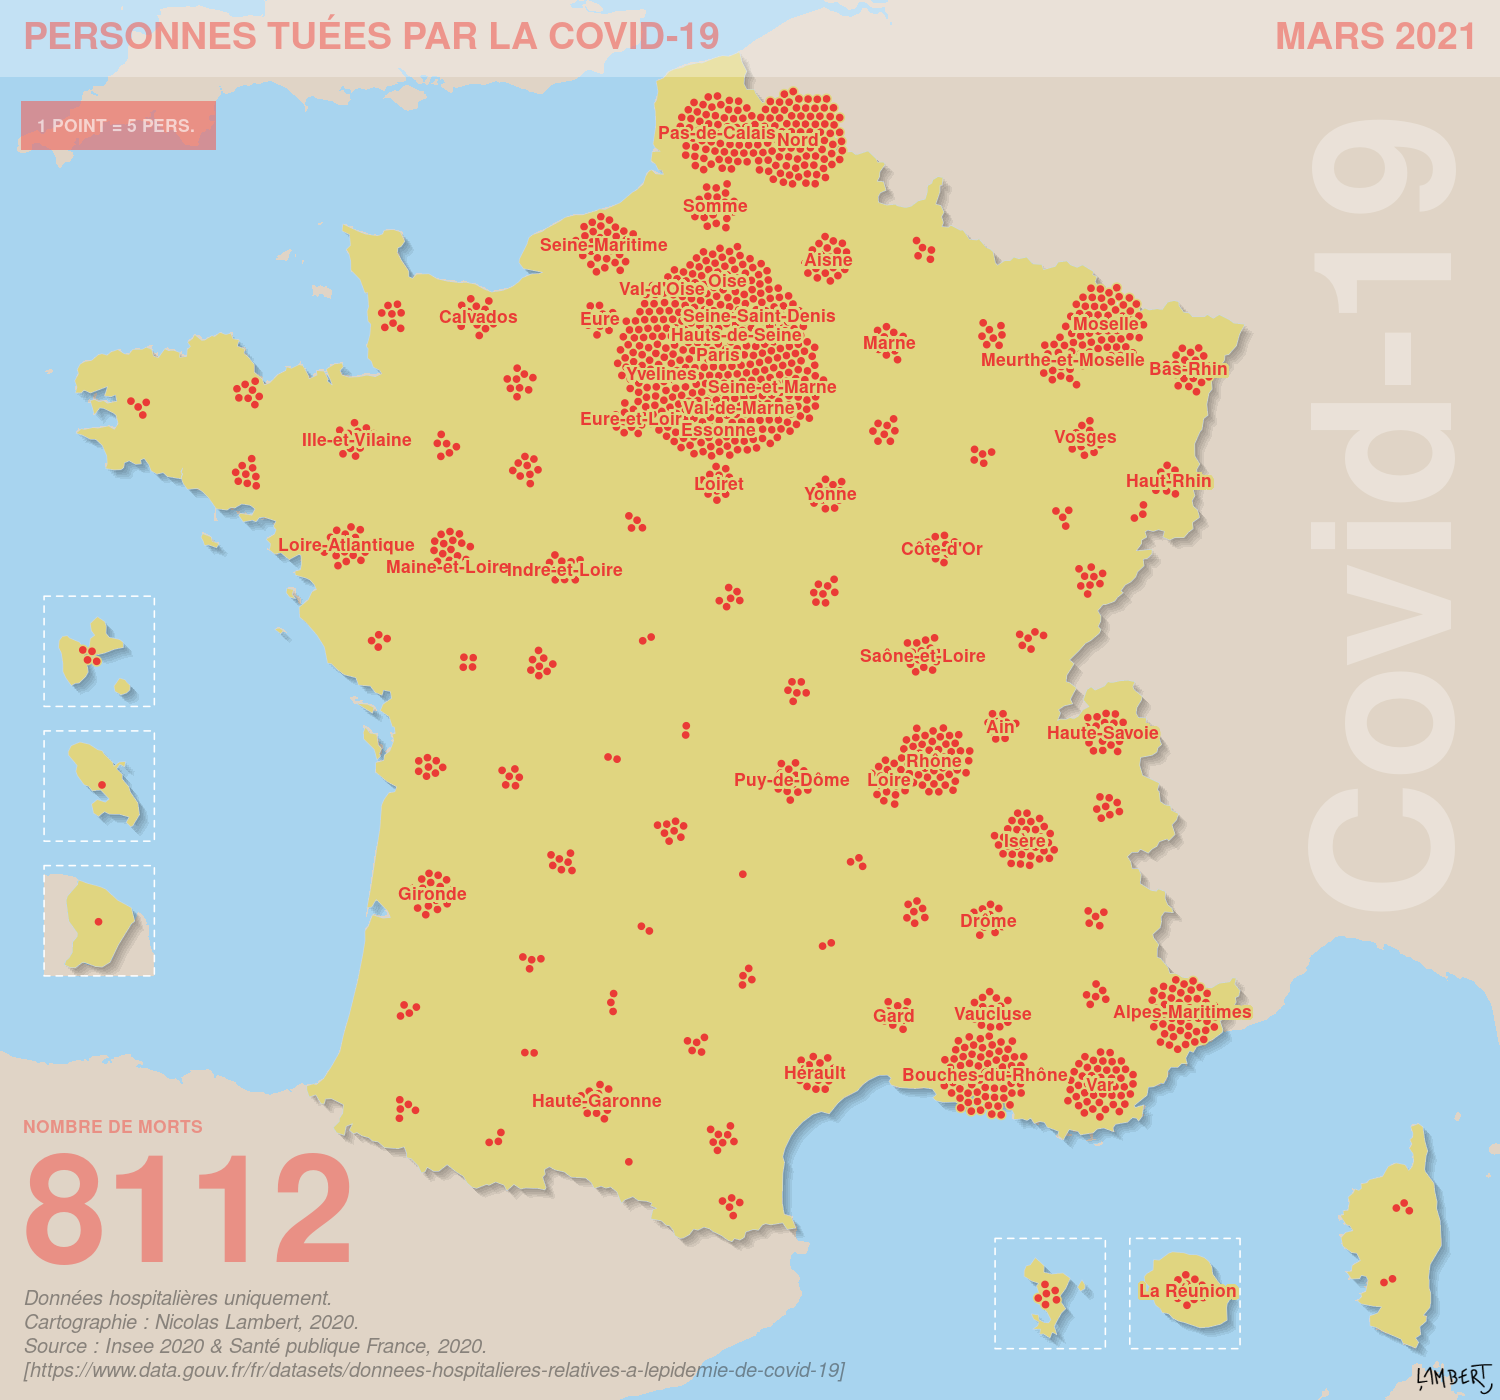 PERSONNES TUÉES PAR LA COVID-19
MARS 2021
1 POINT = 5 PERS.
Covid-19
Pas-de-Calais
Nord
Somme
Seine-Maritime
Aisne
Oise
Val-d'Oise
Calvados
Eure
Seine-Saint-Denis
Hauts-de-Seine
Marne
Moselle
Paris
Meurthe-et-Moselle
Bas-Rhin
Yvelines
Seine-et-Marne
Val-de-Marne
Eure-et-Loir
Essonne
Ille-et-Vilaine
Vosges
Loiret
Yonne
Haut-Rhin
Loire-Atlantique
Maine-et-Loire
Indre-et-Loire
Côte-d'Or
Saône-et-Loire
Ain
Haute-Savoie
Rhône
Puy-de-Dôme
Loire
Isère
Gironde
Drôme
Gard
Vaucluse
Alpes-Maritimes
Hérault
Bouches-du-Rhône
Var
Haute-Garonne
La Réunion
NOMBRE DE MORTS
8112
Données hospitalières uniquement.
Cartographie : Nicolas Lambert, 2020.
Source : Insee 2020 & Santé publique France, 2020.
[https://www.data.gouv.fr/fr/datasets/donnees-hospitalieres-relatives-a-lepidemie-de-covid-19]
LAMBERT